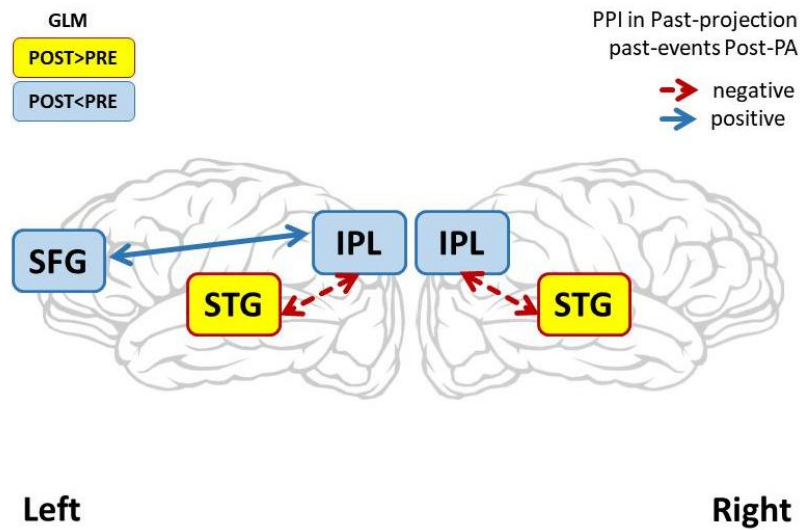 GLM
POST>PRE
POST<PRE
PPI in Past-projection
past-events Post-PA
negative
positive
SFG
IPL
IPL
STG
STG
Left
Right